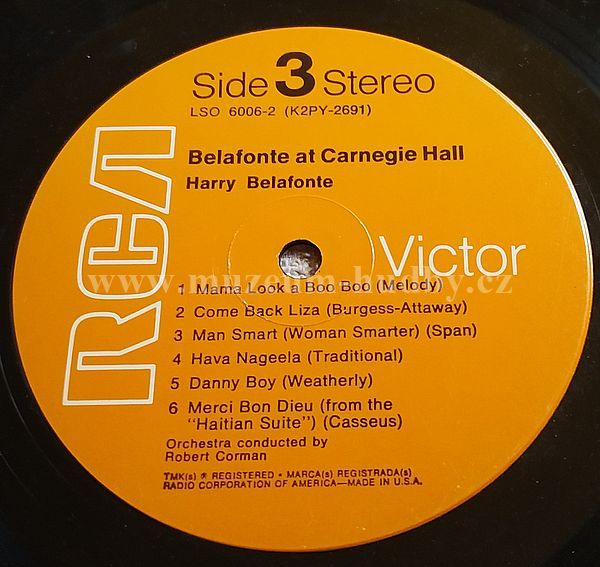 Side 3 Stereo
LSO 6006-2 (K2PY-2691)
Belafonte at Carnegie Hall
Harry Belafonte
RCA
Victor
www.muzeum-hudby.cz
1 Mama Look a Boo Boo (Melody)
2 Come Back Liza (Burgess-Attaway)
3 Man Smart (Woman Smarter) (Span)
4 Hava Nageela (Traditional)
5 Danny Boy (Weatherly)
6 Merci Bon Dieu (from the
"Haitian Suite") (Casseus)
Orchestra conducted by
Robert Corman
TMK(s) ® REGISTERED • MARCA(s) REGISTRADA(s)
RADIO CORPORATION OF AMERICA—MADE IN U.S.A.